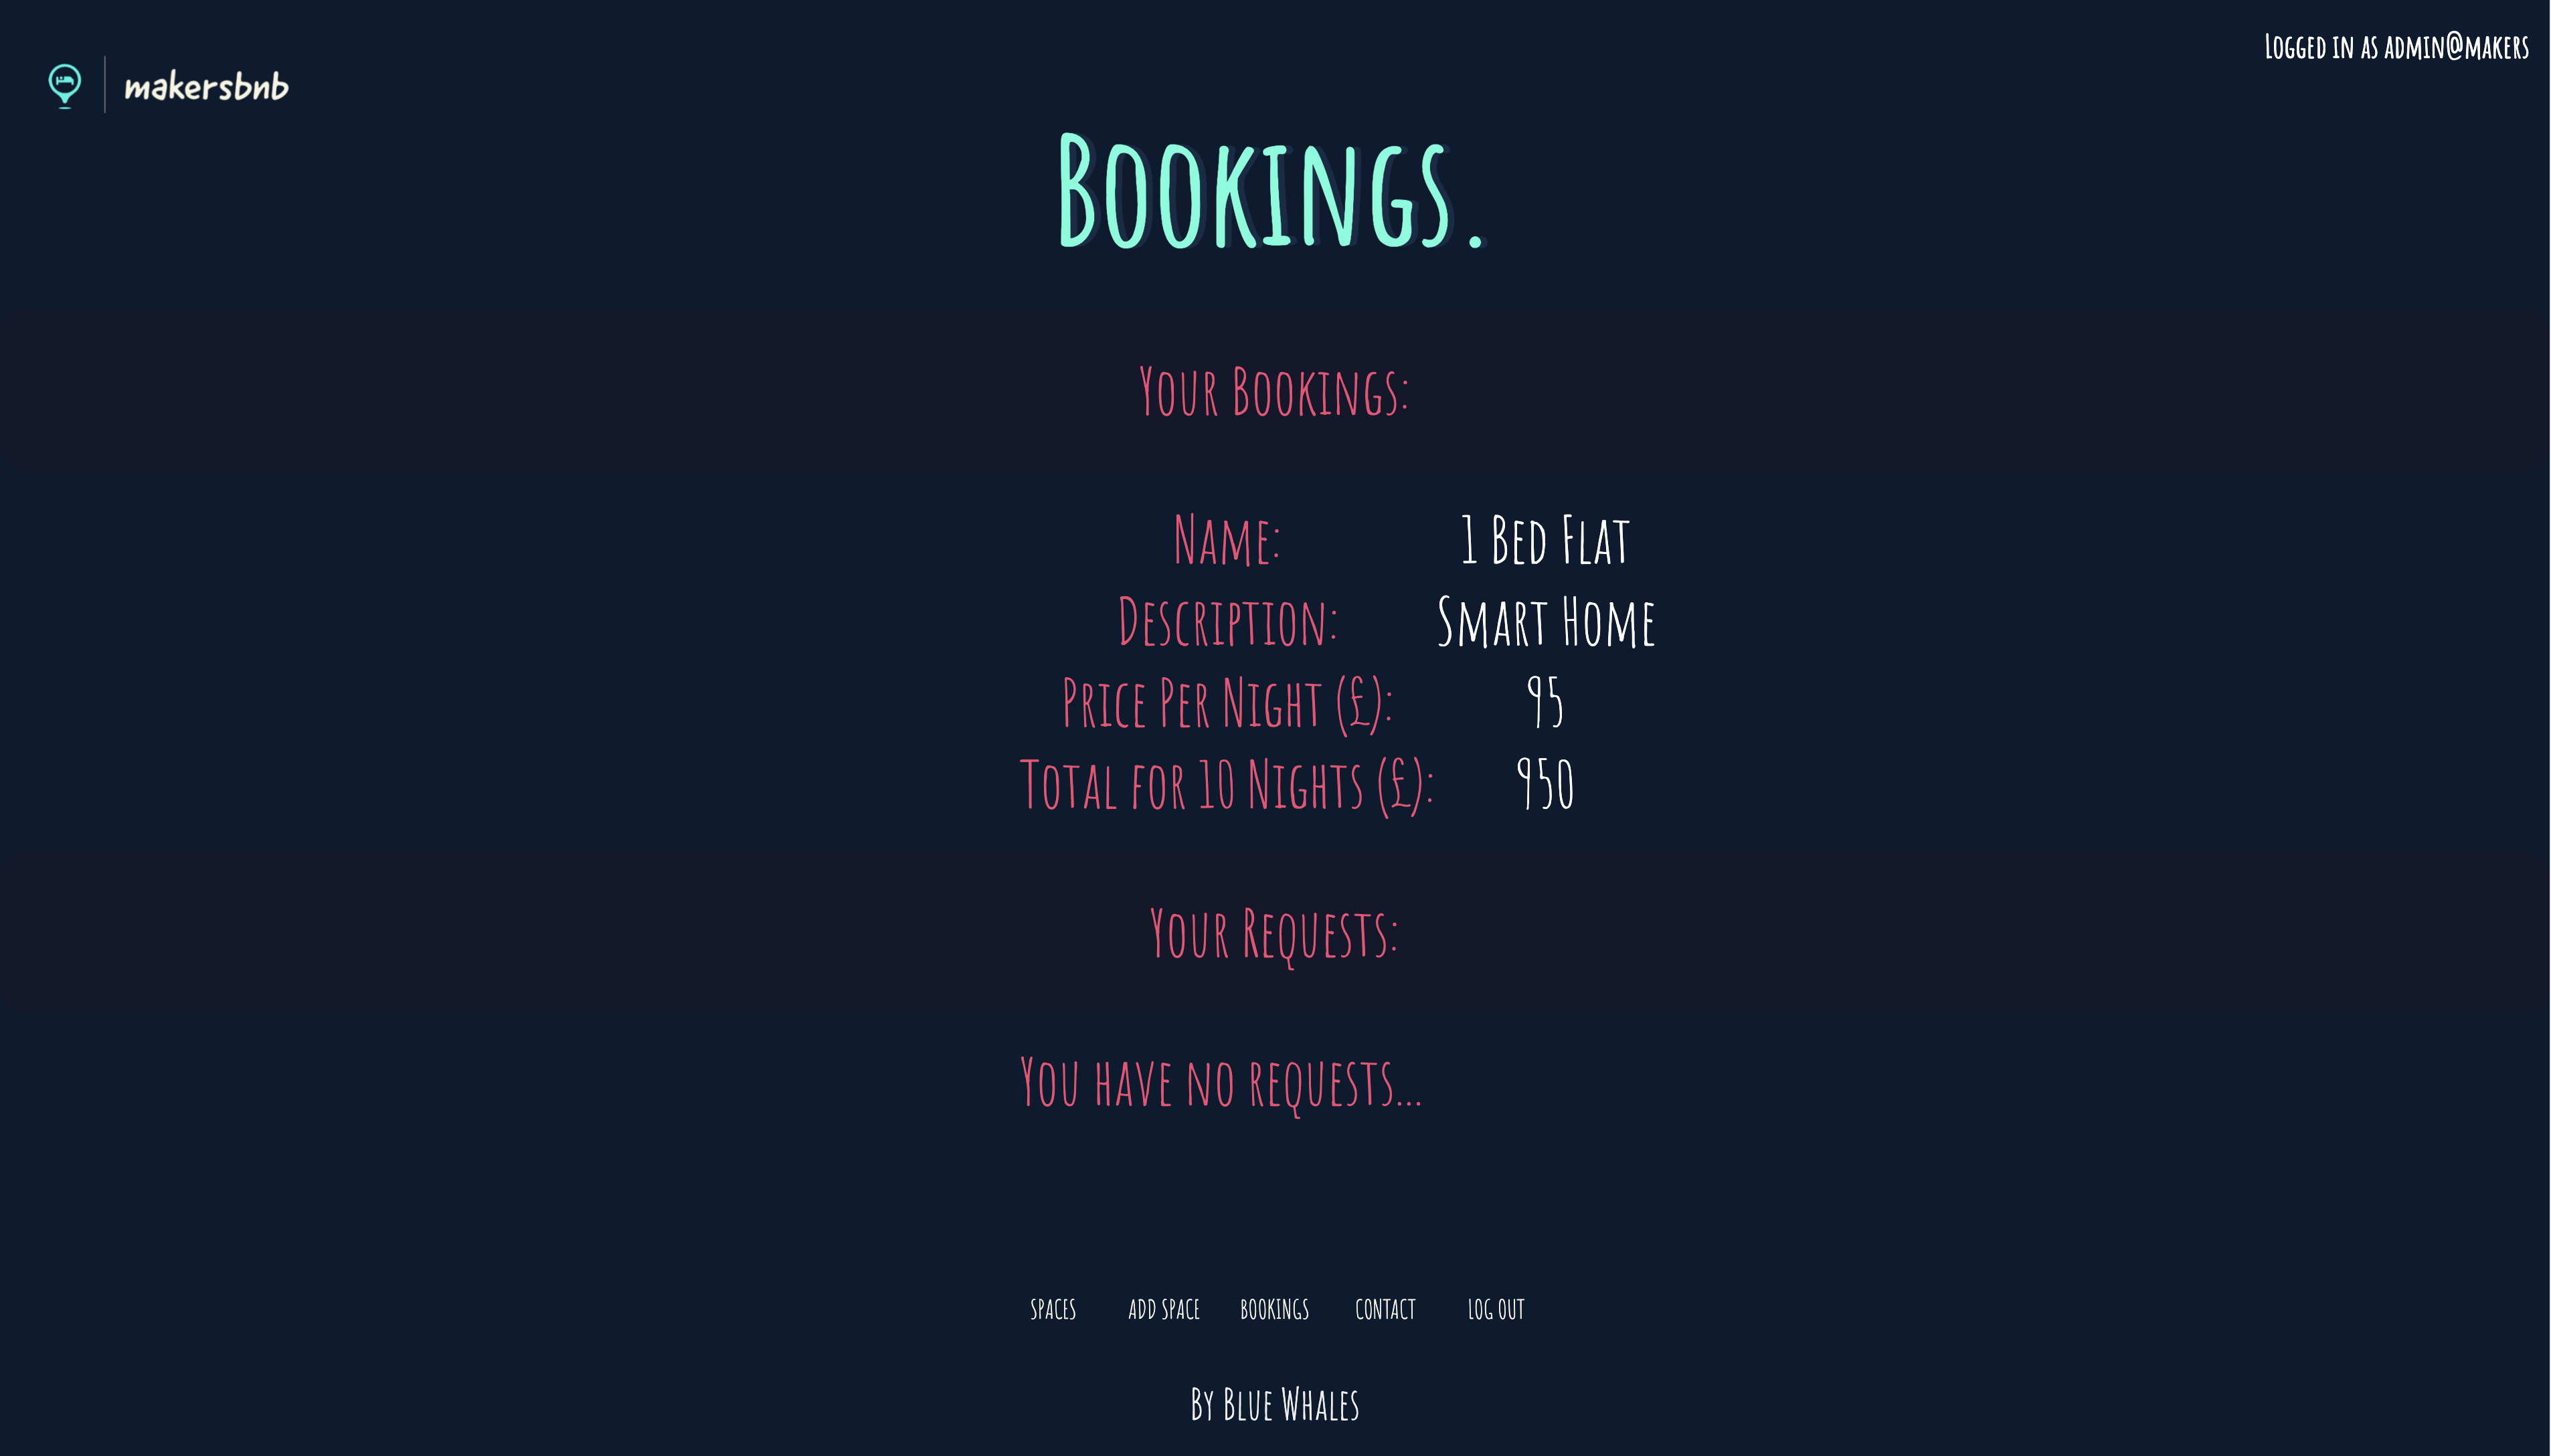 Logged in as admin@makers
makersbnb
Bookings.
Your Bookings:
Name: 1 Bed Flat
Description: Smart Home
Price Per Night (£): 95
Total for 10 Nights (£): 950
Your Requests:
You have no requests...
SPACES ADD SPACE BOOKINGS CONTACT LOG OUT
By Blue Whales